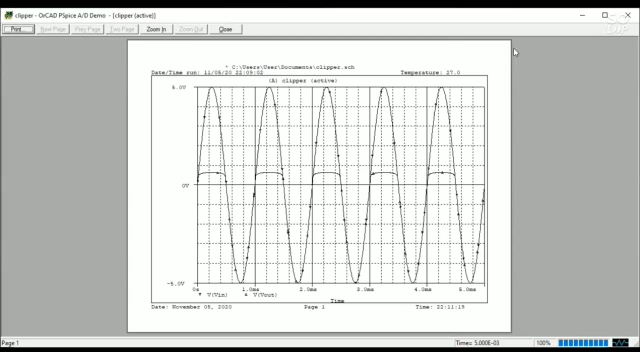 clipper - OrCAD PSpice A/D Demo - [clipper (active)]
Print... Next Page Prev Page Two Page Zoom In Zoom Out Close
* C:\Users\User\Documents\clipper.sch
Date/Time run: 11/05/20 22:09:02 Temperature: 27.0
(A) clipper (active)
5.0V
0V
-5.0V
0s 1.0ms 2.0ms 3.0ms 4.0ms 5.0ms
V(Vin) V(Vout)
Time
Date: November 05, 2020 Page 1 Time: 22:11:19
Page 1 Time= 5.000E-03 100%